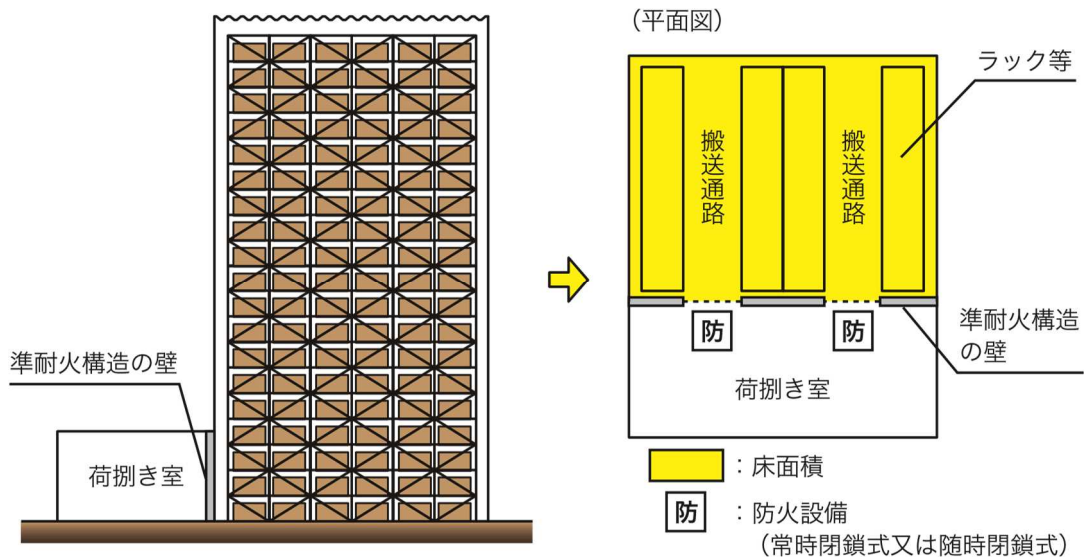 準耐火構造の壁
荷捌き室
（平面図）
搬送通路
搬送通路
ラック等
防
防
準耐火構造
の壁
荷捌き室
：床面積
防：防火設備
（常時閉鎖式又は随時閉鎖式）